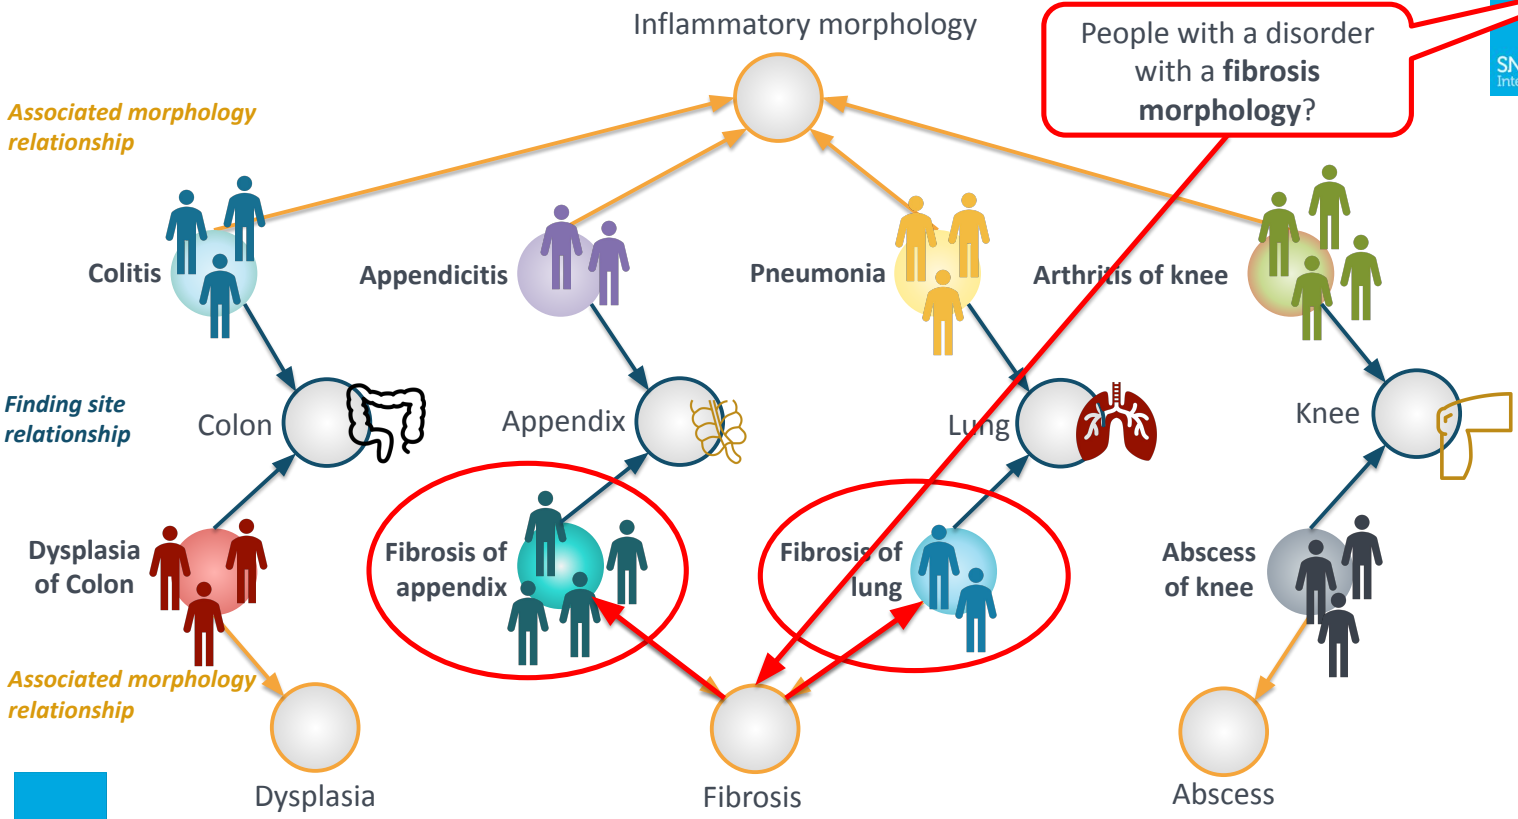 Inflammatory morphology
People with a disorder
with a fibrosis
morphology?
Associated morphology
relationship
Colitis
Appendicitis
Pneumonia
Arthritis of knee
Finding site
relationship
Colon
Appendix
Lung
Knee
Dysplasia
of Colon
Fibrosis of
appendix
Fibrosis of
lung
Abscess
of knee
Associated morphology
relationship
Dysplasia
Fibrosis
Abscess